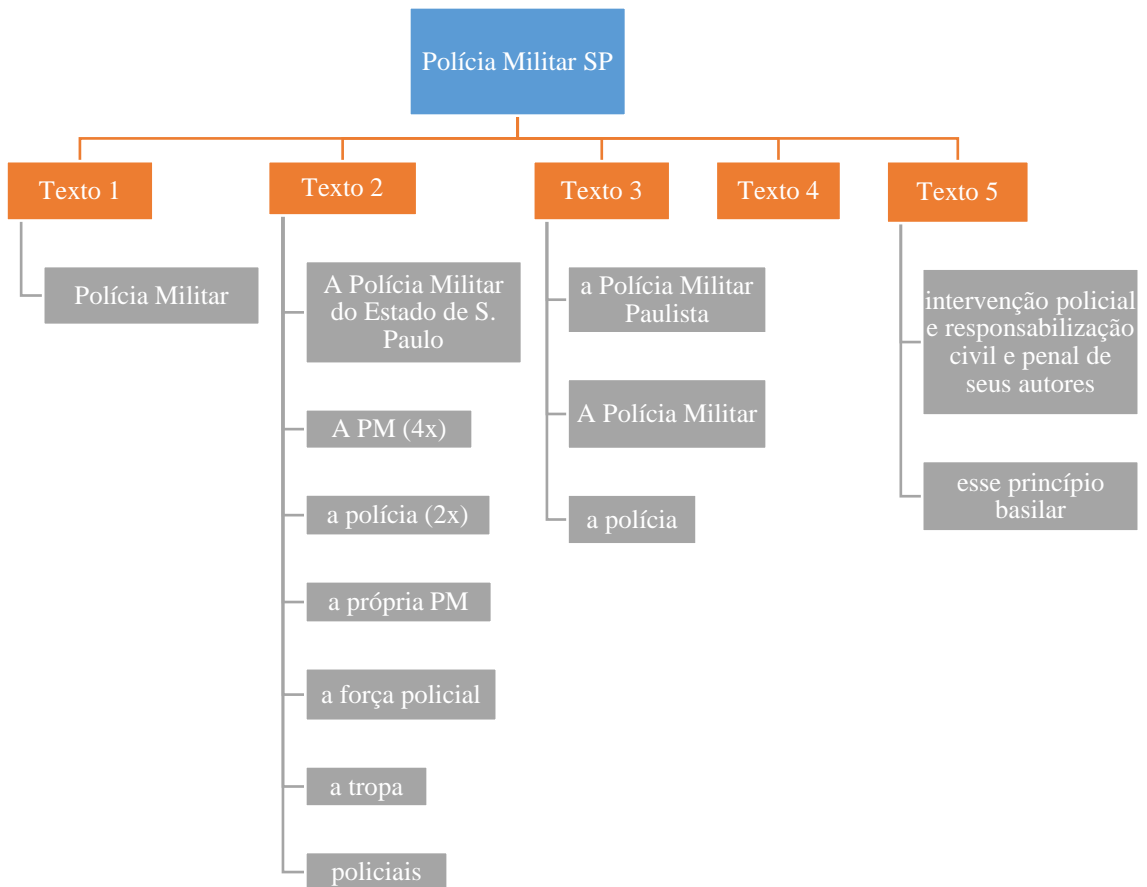 Polícia Militar SP
Texto 1
Texto 2
Texto 3
Texto 4
Texto 5
Polícia Militar
A Polícia Militar
do Estado de S.
Paulo
A PM (4x)
a polícia (2x)
a própria PM
a força policial
a tropa
policiais
a Polícia Militar
Paulista
A Polícia Militar
a polícia
intervenção policial
e responsabilização
civil e penal de
seus autores
esse princípio
basilar